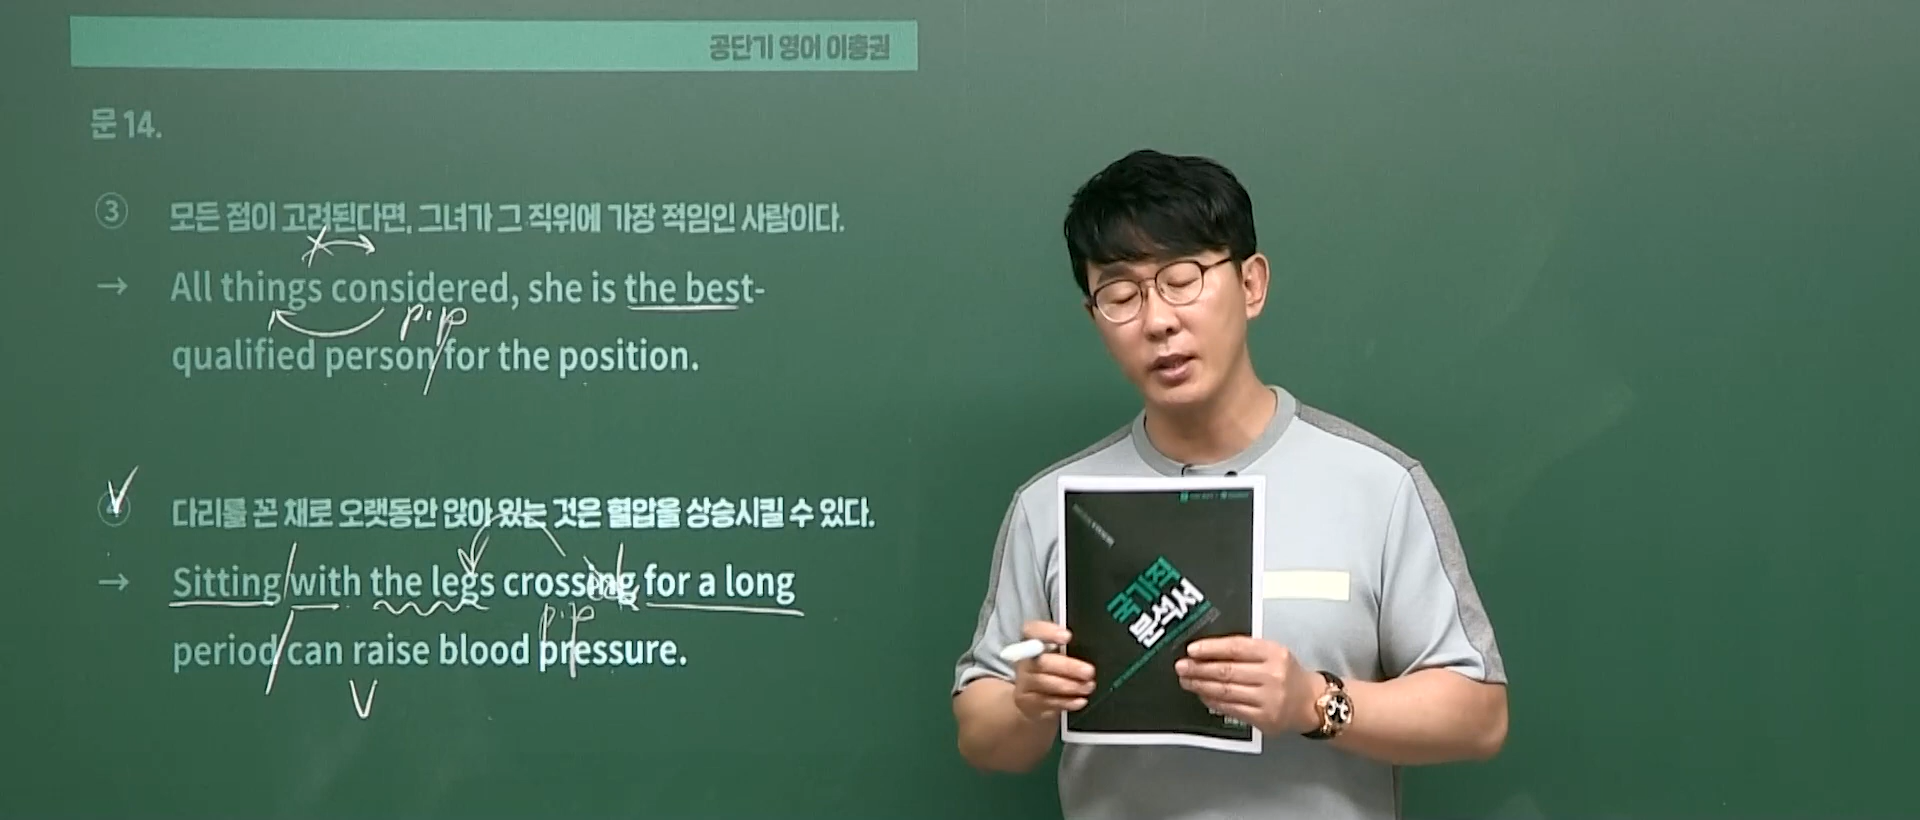 공단기 영어 이충권
문 14.
③ 모든 점이 고려된다면, 그녀가 그 직위에 가장 적임인 사람이다.
→ All things considered, she is the best-
p.p
qualified person for the position.
④ 다리를 꼰 채로 오랫동안 앉아 있는 것은 혈압을 상승시킬 수 있다.
→ Sitting with the legs crossing for a long
p.p
period can raise blood pressure.
V
국가직
분석서